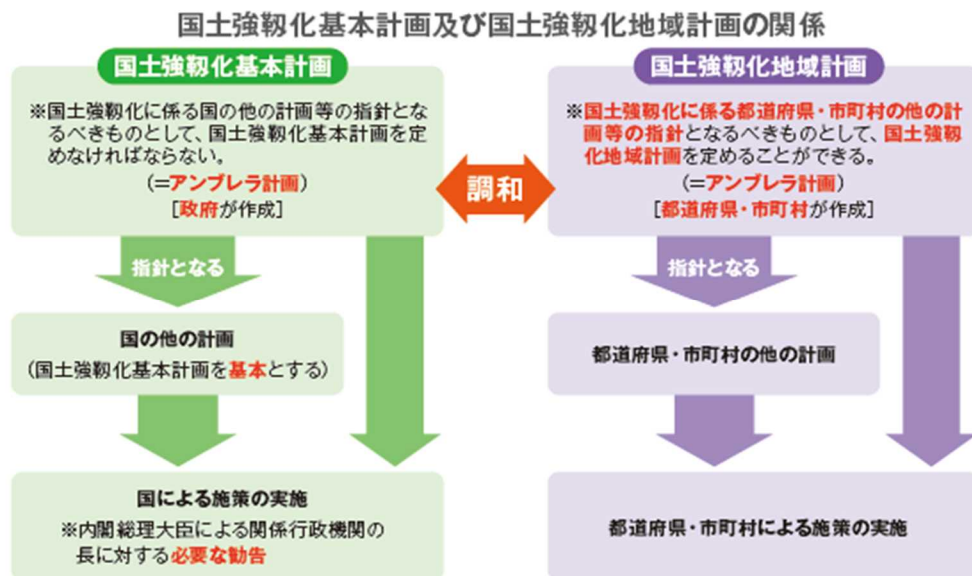 国土強靱化基本計画及び国土強靱化地域計画の関係
国土強靱化基本計画
※国土強靱化に係る国の他の計画等の指針とな
るべきものとして、国土強靱化基本計画を定
めなければならない。
(=アンブレラ計画)
[政府が作成]
調和
国土強靱化地域計画
※国土強靱化に係る都道府県・市町村の他の計
画等の指針となるべきものとして、国土強靱
化地域計画を定めることができる。
(=アンブレラ計画)
[都道府県・市町村が作成]
指針となる
国の他の計画
(国土強靱化基本計画を基本とする)
国による施策の実施
※内閣総理大臣による関係行政機関の
長に対する必要な勧告
指針となる
都道府県・市町村の他の計画
都道府県・市町村による施策の実施